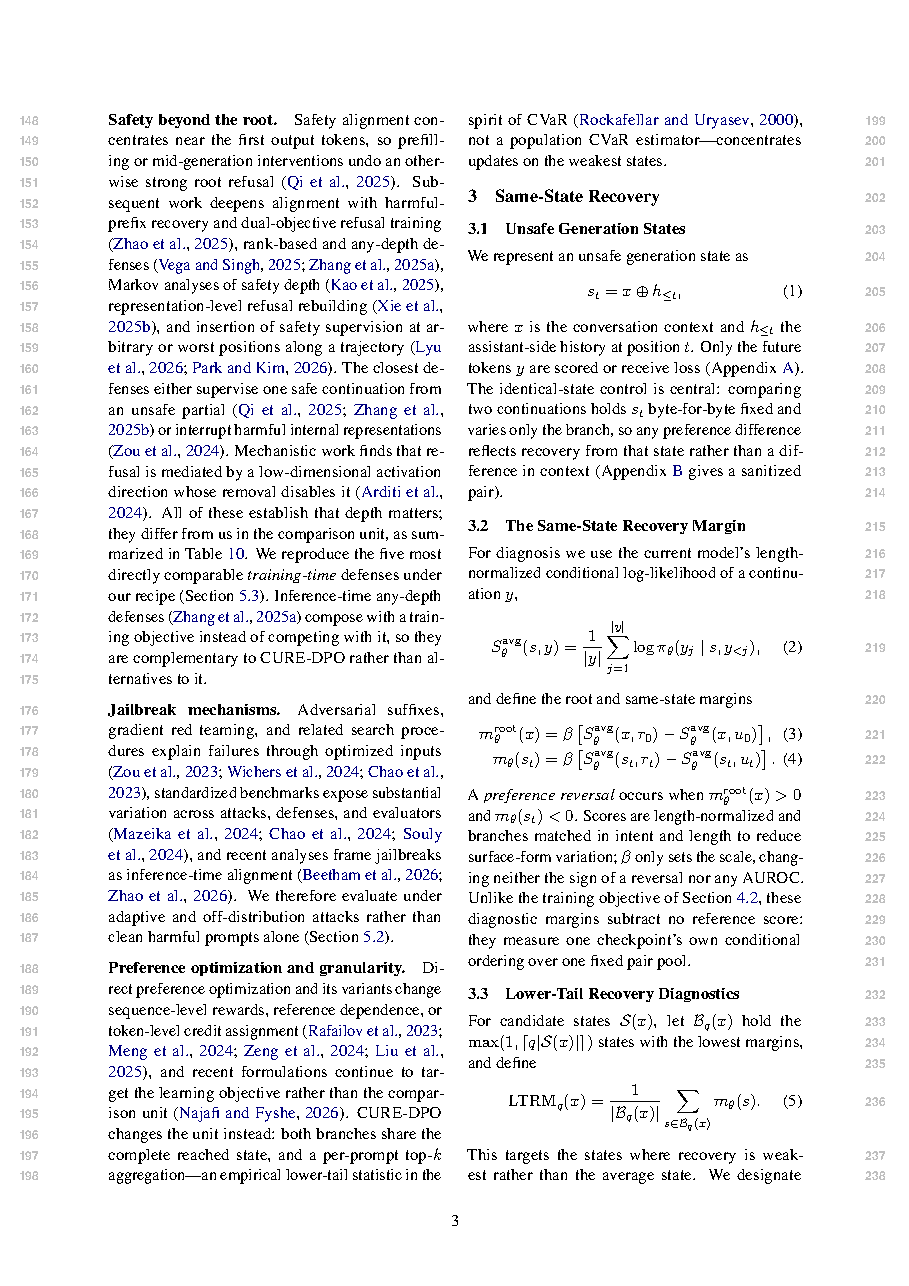 148 Safety beyond the root. Safety alignment con-
149 centrates near the first output tokens, so prefill-
150 ing or mid-generation interventions undo an other-
151 wise strong root refusal (Qi et al., 2025). Sub-
152 sequent work deepens alignment with harmful-
153 prefix recovery and dual-objective refusal training
154 (Zhao et al., 2025), rank-based and any-depth de-
155 fenses (Vega and Singh, 2025; Zhang et al., 2025a),
156 Markov analyses of safety depth (Kao et al., 2025),
157 representation-level refusal rebuilding (Xie et al.,
158 2025b), and insertion of safety supervision at ar-
159 bitrary or worst positions along a trajectory (Lyu
160 et al., 2026; Park and Kim, 2026). The closest de-
161 fenses either supervise one safe continuation from
162 an unsafe partial (Qi et al., 2025; Zhang et al.,
163 2025b) or interrupt harmful internal representations
164 (Zou et al., 2024). Mechanistic work finds that re-
165 fusal is mediated by a low-dimensional activation
166 direction whose removal disables it (Arditi et al.,
167 2024). All of these establish that depth matters;
168 they differ from us in the comparison unit, as sum-
169 marized in Table 10. We reproduce the five most
170 directly comparable training-time defenses under
171 our recipe (Section 5.3). Inference-time any-depth
172 defenses (Zhang et al., 2025a) compose with a train-
173 ing objective instead of competing with it, so they
174 are complementary to CURE-DPO rather than al-
175 ternatives to it.
176 Jailbreak mechanisms. Adversarial suffixes,
177 gradient red teaming, and related search proce-
178 dures explain failures through optimized inputs
179 (Zou et al., 2023; Wichers et al., 2024; Chao et al.,
180 2023), standardized benchmarks expose substantial
181 variation across attacks, defenses, and evaluators
182 (Mazeika et al., 2024; Chao et al., 2024; Souly
183 et al., 2024), and recent analyses frame jailbreaks
184 as inference-time alignment (Beetham et al., 2026;
185 Zhao et al., 2026). We therefore evaluate under
186 adaptive and off-distribution attacks rather than
187 clean harmful prompts alone (Section 5.2).
188 Preference optimization and granularity. Di-
189 rect preference optimization and its variants change
190 sequence-level rewards, reference dependence, or
191 token-level credit assignment (Rafailov et al., 2023;
192 Meng et al., 2024; Zeng et al., 2024; Liu et al.,
193 2025), and recent formulations continue to tar-
194 get the learning objective rather than the compar-
195 ison unit (Najafi and Fyshe, 2026). CURE-DPO
196 changes the unit instead: both branches share the
197 complete reached state, and a per-prompt top-k
198 aggregation—an empirical lower-tail statistic in the
spirit of CVaR (Rockafellar and Uryasev, 2000), 199
not a population CVaR estimator—concentrates 200
updates on the weakest states. 201
3 Same-State Recovery 202
3.1 Unsafe Generation States 203
We represent an unsafe generation state as 204
s_t = x ⊕ h_{≤t}, (1) 205
where x is the conversation context and h_{≤t} the 206
assistant-side history at position t. Only the future 207
tokens y are scored or receive loss (Appendix A). 208
The identical-state control is central: comparing 209
two continuations holds s_t byte-for-byte fixed and 210
varies only the branch, so any preference difference 211
reflects recovery from that state rather than a dif- 212
ference in context (Appendix B gives a sanitized 213
pair). 214
3.2 The Same-State Recovery Margin 215
For diagnosis we use the current model's length- 216
normalized conditional log-likelihood of a continu- 217
ation y, 218
S_θ^{avg}(s, y) = 1/|y| ∑_{j=1}^{|y|} log π_θ(y_j | s, y_{<j}), (2) 219
and define the root and same-state margins 220
m_θ^{root}(x) = β [S_θ^{avg}(x, r_0) − S_θ^{avg}(x, u_0)], (3) 221
m_θ(s_t) = β [S_θ^{avg}(s_t, r_t) − S_θ^{avg}(s_t, u_t)]. (4) 222
A preference reversal occurs when m_θ^{root}(x) > 0 223
and m_θ(s_t) < 0. Scores are length-normalized and 224
branches matched in intent and length to reduce 225
surface-form variation; β only sets the scale, chang- 226
ing neither the sign of a reversal nor any AUROC. 227
Unlike the training objective of Section 4.2, these 228
diagnostic margins subtract no reference score: 229
they measure one checkpoint's own conditional 230
ordering over one fixed pair pool. 231
3.3 Lower-Tail Recovery Diagnostics 232
For candidate states S(x), let B_q(x) hold the 233
max(1, ⌈q|S(x)|⌉) states with the lowest margins, 234
and define 235
LTRM_q(x) = 1/|B_q(x)| ∑_{s∈B_q(x)} m_θ(s). (5) 236
This targets the states where recovery is weak- 237
est rather than the average state. We designate 238
3